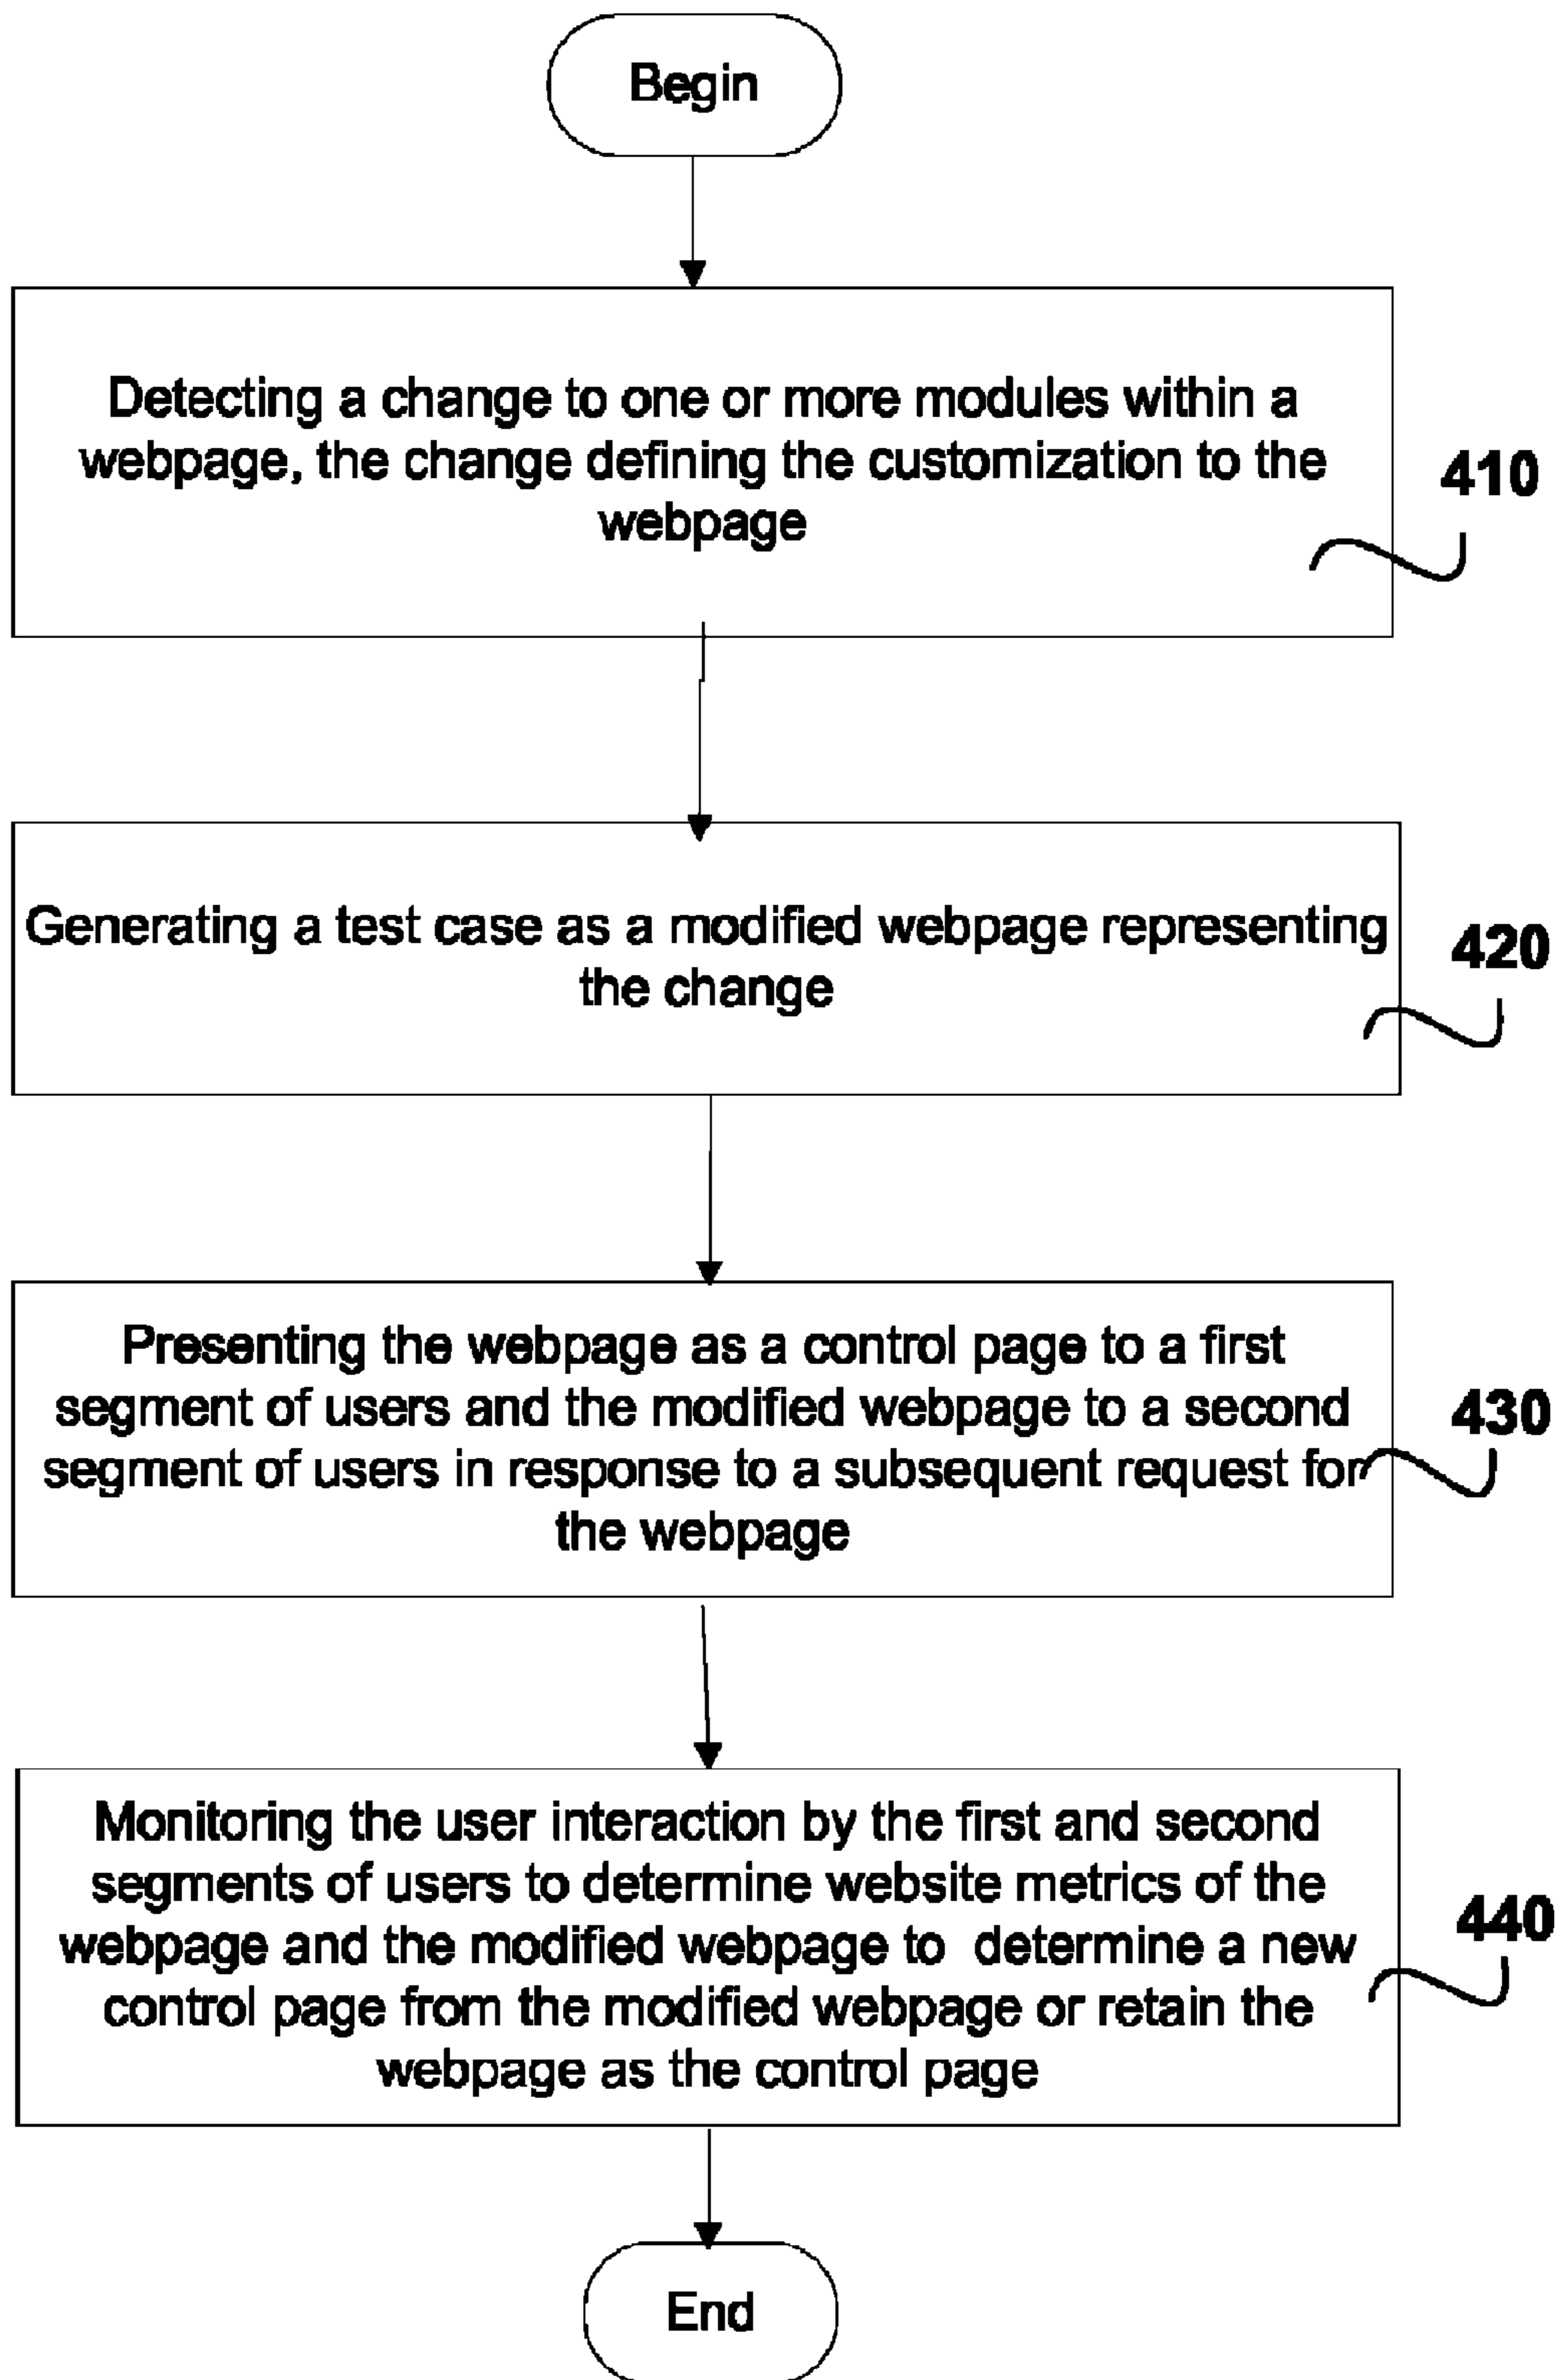 Begin
Detecting a change to one or more modules within a
webpage, the change defining the customization to the
webpage
410
Generating a test case as a modified webpage representing
the change
420
Presenting the webpage as a control page to a first
segment of users and the modified webpage to a second
segment of users in response to a subsequent request for
the webpage
430
Monitoring the user interaction by the first and second
segments of users to determine website metrics of the
webpage and the modified webpage to  determine a new
control page from the modified webpage or retain the
webpage as the control page
440
End